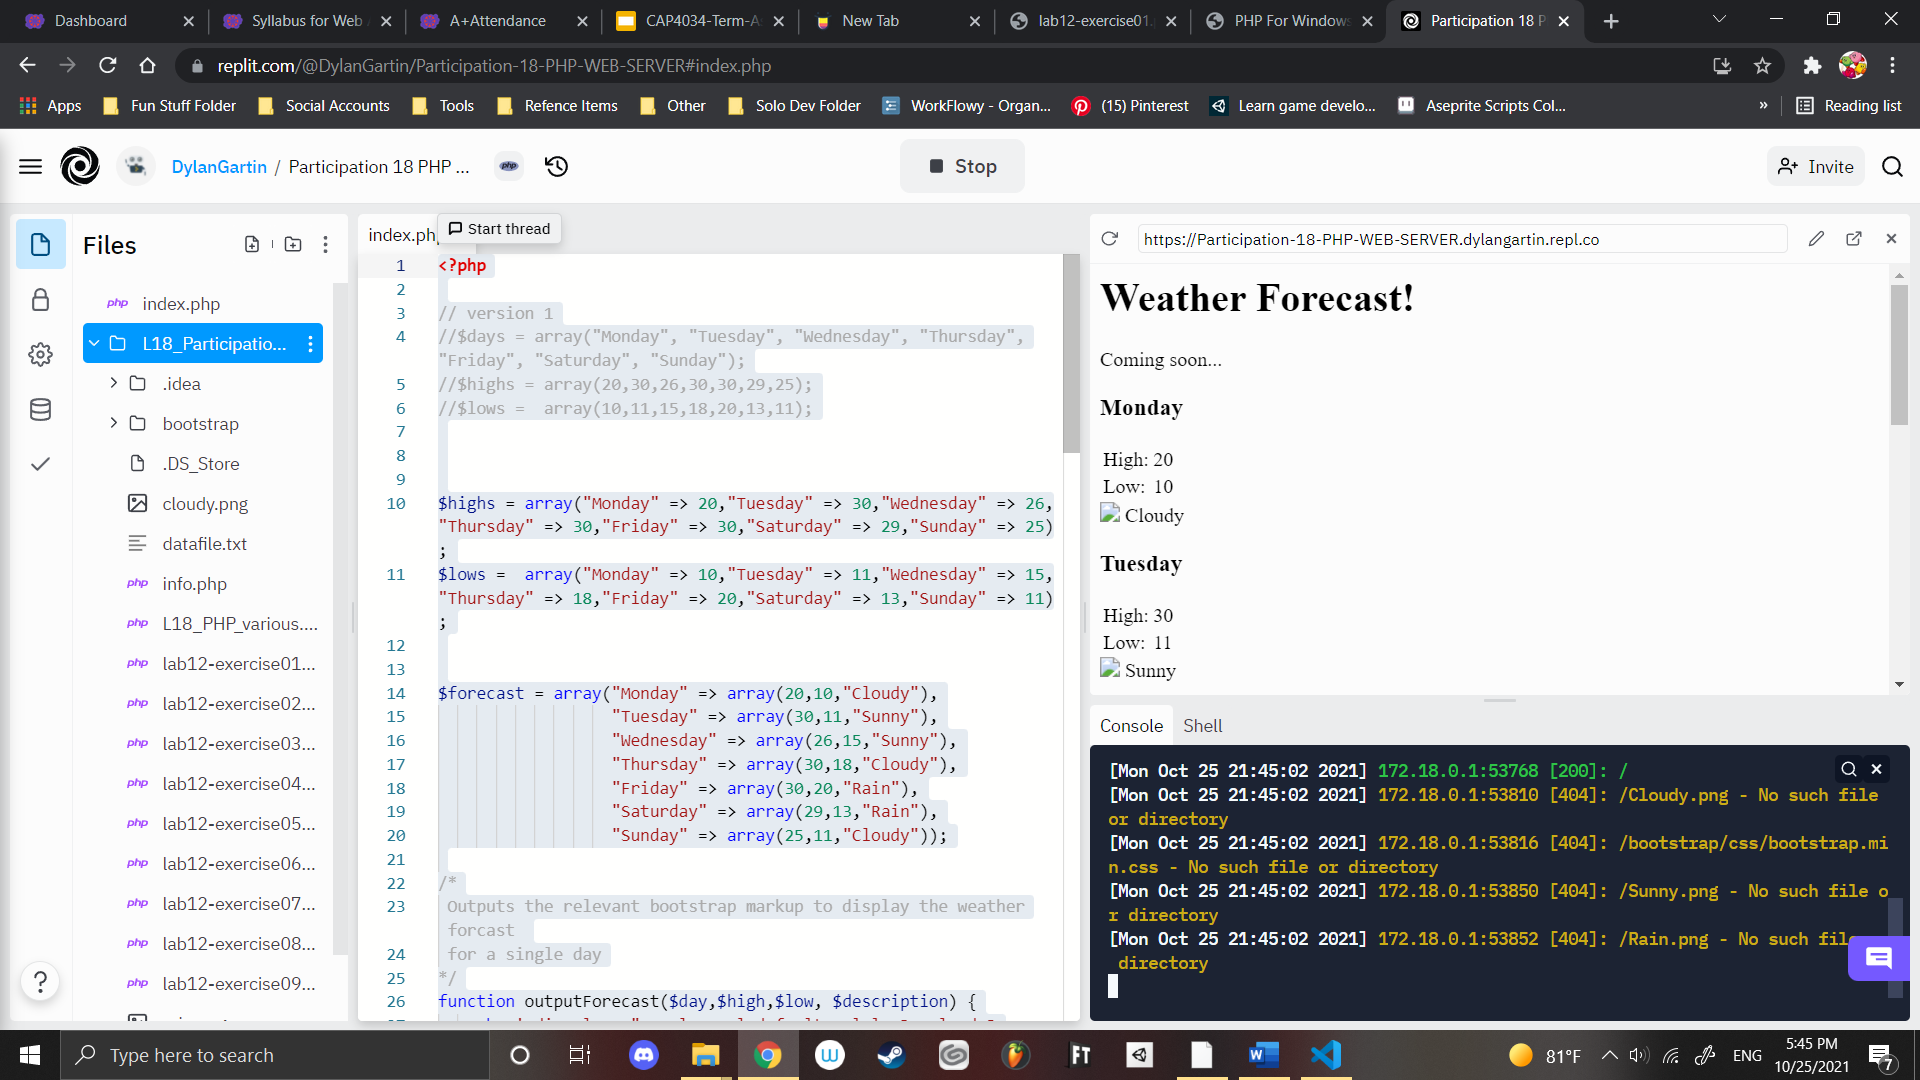 Dashboard
Syllabus for Web
A+Attendance
CAP4034-Term-A
New Tab
lab12-exercise01.
PHP For Windows
Participation 18 P
replit.com/@DylanGartin/Participation-18-PHP-WEB-SERVER#index.php
Apps
Fun Stuff Folder
Social Accounts
Tools
Refence Items
Other
Solo Dev Folder
WorkFlowy - Organ...
(15) Pinterest
Learn game develo...
Aseprite Scripts Col...
»
Reading list
DylanGartin / Participation 18 PHP ...
php
Stop
Invite
Files
php index.php
L18_Participatio...
.idea
bootstrap
.DS_Store
cloudy.png
datafile.txt
php info.php
php L18_PHP_various....
php lab12-exercise01...
php lab12-exercise02...
php lab12-exercise03...
php lab12-exercise04...
php lab12-exercise05...
php lab12-exercise06...
php lab12-exercise07...
php lab12-exercise08...
php lab12-exercise09...
?
index.ph
Start thread
1 <?php
2
3 // version 1
4 //$days = array("Monday", "Tuesday", "Wednesday", "Thursday",
"Friday", "Saturday", "Sunday");
5 //$highs = array(20,30,26,30,30,29,25);
6 //$lows =  array(10,11,15,18,20,13,11);
7
8
9
10 $highs = array("Monday" => 20,"Tuesday" => 30,"Wednesday" => 26,
"Thursday" => 30,"Friday" => 30,"Saturday" => 29,"Sunday" => 25)
;
11 $lows =  array("Monday" => 10,"Tuesday" => 11,"Wednesday" => 15,
"Thursday" => 18,"Friday" => 20,"Saturday" => 13,"Sunday" => 11)
;
12
13
14 $forecast = array("Monday" => array(20,10,"Cloudy"),
15 "Tuesday" => array(30,11,"Sunny"),
16 "Wednesday" => array(26,15,"Sunny"),
17 "Thursday" => array(30,18,"Cloudy"),
18 "Friday" => array(30,20,"Rain"),
19 "Saturday" => array(29,13,"Rain"),
20 "Sunday" => array(25,11,"Cloudy"));
21
22 /*
23 Outputs the relevant bootstrap markup to display the weather
forcast
24 for a single day
25 */
26 function outputForecast($day,$high,$low, $description) {
https://Participation-18-PHP-WEB-SERVER.dylangartin.repl.co
Weather Forecast!
Coming soon...
Monday
High: 20
Low: 10
Cloudy
Tuesday
High: 30
Low: 11
Sunny
Console
Shell
[Mon Oct 25 21:45:02 2021] 172.18.0.1:53768 [200]: /
[Mon Oct 25 21:45:02 2021] 172.18.0.1:53810 [404]: /Cloudy.png - No such file
or directory
[Mon Oct 25 21:45:02 2021] 172.18.0.1:53816 [404]: /bootstrap/css/bootstrap.mi
n.css - No such file or directory
[Mon Oct 25 21:45:02 2021] 172.18.0.1:53850 [404]: /Sunny.png - No such file o
r directory
[Mon Oct 25 21:45:02 2021] 172.18.0.1:53852 [404]: /Rain.png - No such fil
directory
Type here to search
FT
81°F
ENG
5:45 PM
10/25/2021
7